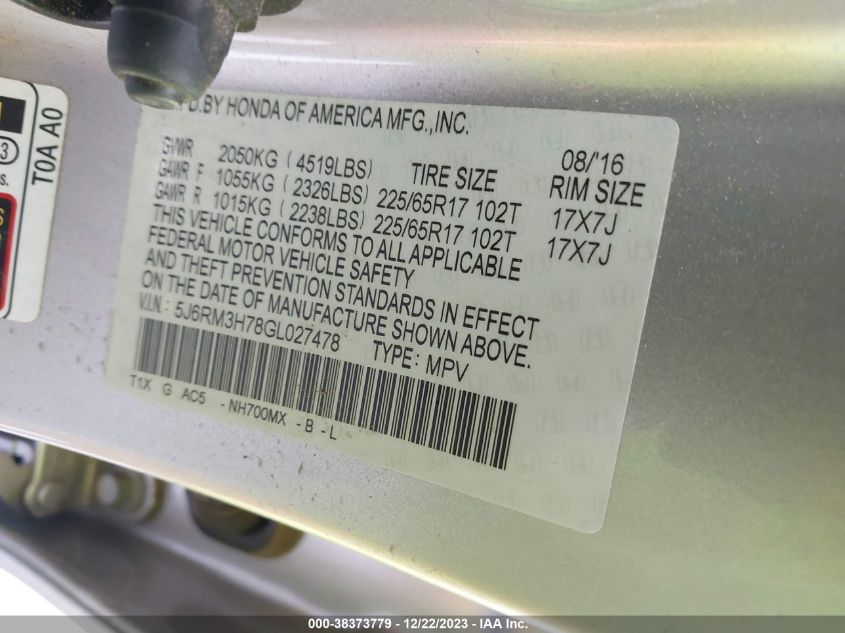 D.BY HONDA OF AMERICA MFG.,INC.
08/'16
GVWR 2050KG (4519LBS) TIRE SIZE RIM SIZE
GAWR F 1055KG (2326LBS) 225/65R17 102T 17X7J
GAWR R 1015KG (2238LBS) 225/65R17 102T 17X7J
THIS VEHICLE CONFORMS TO ALL APPLICABLE
FEDERAL MOTOR VEHICLE SAFETY
AND THEFT PREVENTION STANDARDS IN EFFECT
ON THE DATE OF MANUFACTURE SHOWN ABOVE.
V.I.N: 5J6RM3H78GL027478 TYPE: MPV
T1X G AC5 -NH700MX -B -L
T0A A0
3
S.
S
000-38373779 - 12/22/2023 - IAA Inc.